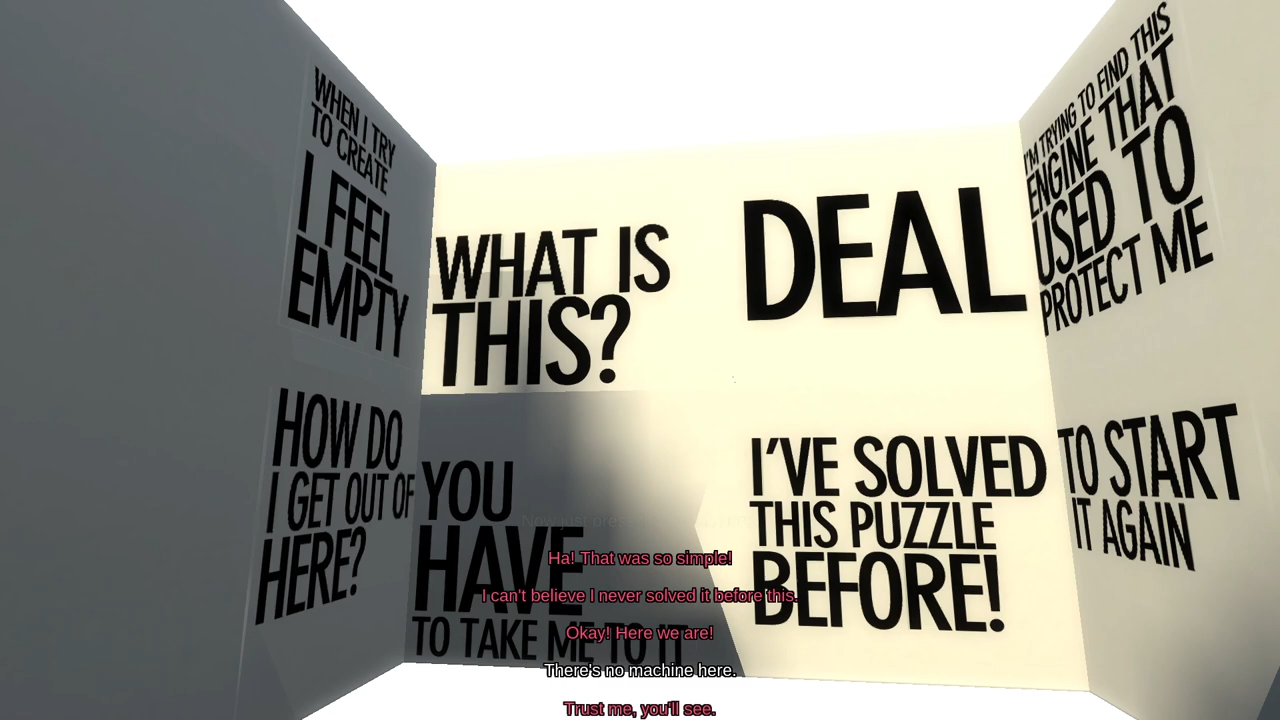 WHEN I TRY
TO CREATE
I FEEL
EMPTY
HOW DO
I GET OUT OF
HERE?
WHAT IS
THIS?
YOU
HAVE
TO TAKE ME TO IT
DEAL
I'VE SOLVED
THIS PUZZLE
BEFORE!
I'M TRYING TO FIND THIS
ENGINE THAT
USED TO
PROTECT ME
TO START
IT AGAIN
Now just press
Ha! That was so simple!
I can't believe I never solved it before this.
Okay! Here we are!
There's no machine here.
Trust me, you'll see.